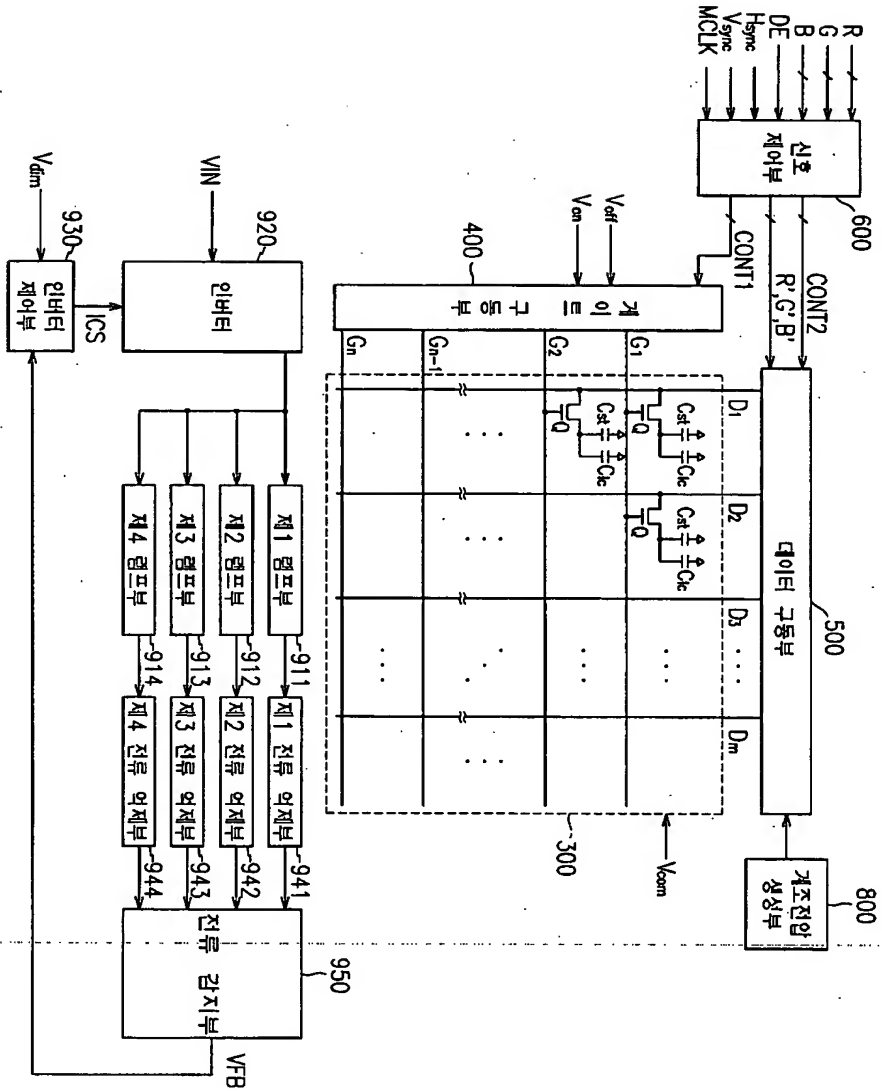 R
G
B
DE
Hsync
Vsync
MCLK
신호
제어부
600
CONT2
R',G',B'
CONT1
데이터 구동부
500
계조전압
생성부
800
Voff
Von
400
게이트 구동부
G1
G2
Gn-1
Gn
D1
D2
D3
...
Dm
Cst
Clc
Q
Cst
Clc
Q
Cst
Clc
Q
Vcom
300
VIN
920
인버터
Vdim
930
인버터
제어부
ICS
제1 램프부
911
제2 램프부
912
제3 램프부
913
제4 램프부
914
제1 전류 억제부
941
제2 전류 억제부
942
제3 전류 억제부
943
제4 전류 억제부
944
전류 감지부
950
VFB